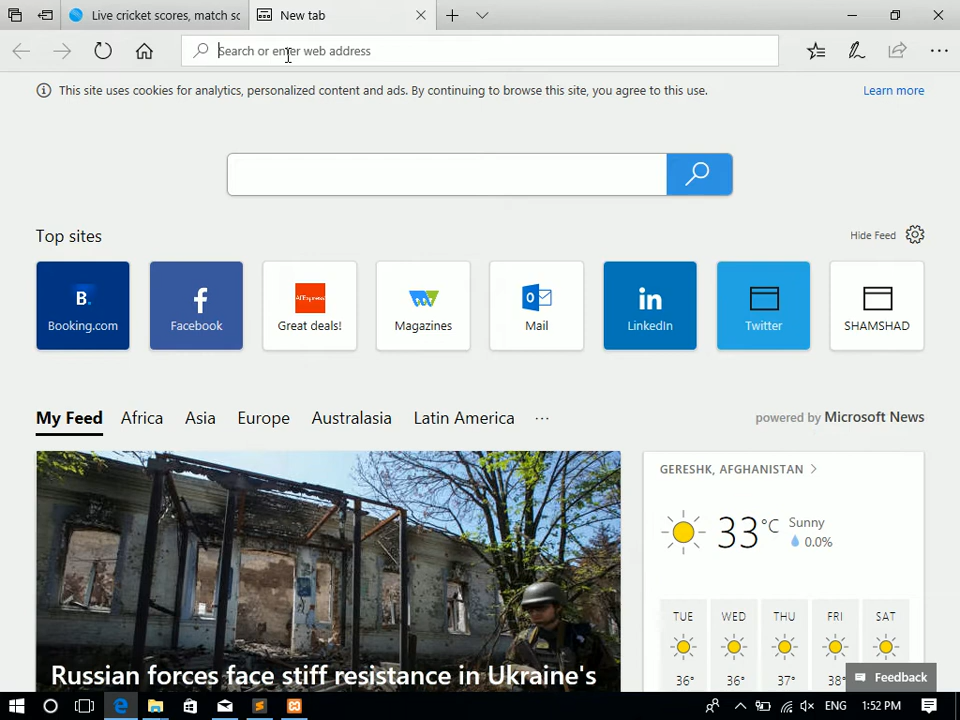 Live cricket scores, match sc
New tab
Search or enter web address
This site uses cookies for analytics, personalized content and ads. By continuing to browse this site, you agree to this use.
Learn more
Top sites
Hide Feed
B.
Booking.com
Facebook
AliExpress
Great deals!
Magazines
Mail
in
LinkedIn
Twitter
SHAMSHAD
My Feed Africa Asia Europe Australasia Latin America ...
powered by Microsoft News
GERESHK, AFGHANISTAN
33 °C
Sunny
0.0%
TUE WED THU FRI SAT
36° 36° 37° 38°
Feedback
Russian forces face stiff resistance in Ukraine's
ENG 1:52 PM